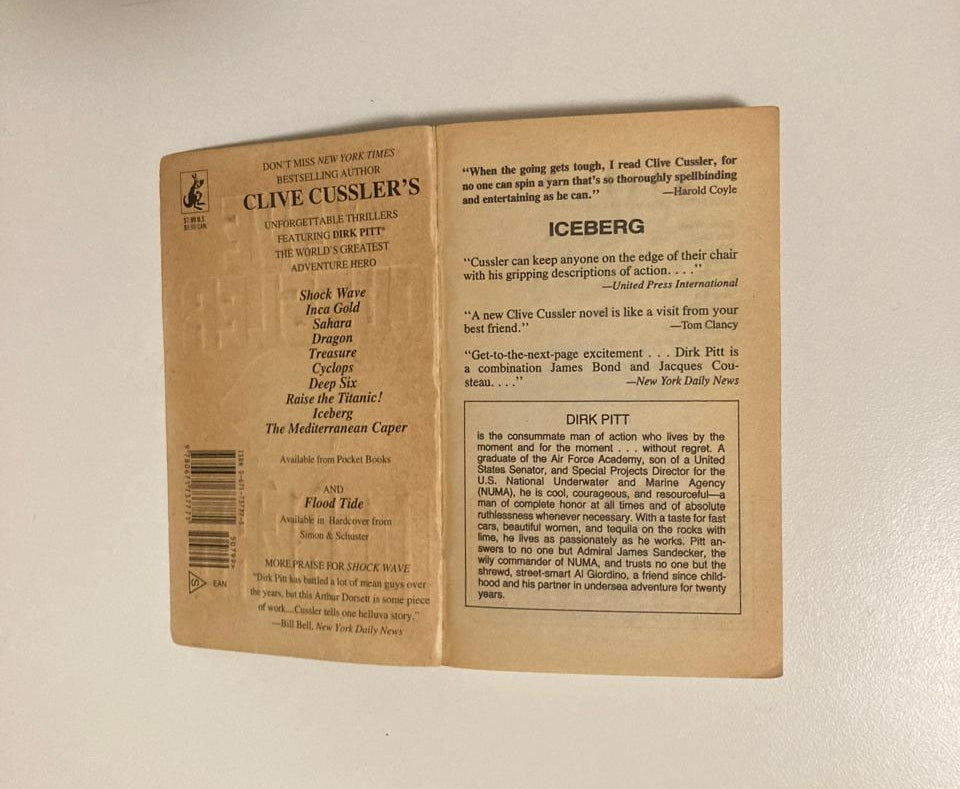 DON'T MISS NEW YORK TIMES
BESTSELLING AUTHOR
CLIVE CUSSLER'S
UNFORGETTABLE THRILLERS
FEATURING DIRK PITT®
THE WORLD'S GREATEST
ADVENTURE HERO
Shock Wave
Inca Gold
Sahara
Dragon
Treasure
Cyclops
Deep Six
Raise the Titanic!
Iceberg
The Mediterranean Caper
Available from Pocket Books
AND
Flood Tide
Available in Hardcover from
Simon & Schuster
MORE PRAISE FOR SHOCK WAVE
"Dirk Pitt has battled a lot of mean guys over
the years, but this Arthur Dorsett is some piece
of work....Cussler tells one helluva story."
—Bill Bell, New York Daily News
$7.99 U.S.
EAN
S
50799
"When the going gets tough, I read Clive Cussler, for
no one can spin a yarn that's so thoroughly spellbinding
and entertaining as he can."
—Harold Coyle
ICEBERG
"Cussler can keep anyone on the edge of their chair
with his gripping descriptions of action. . . ."
—United Press International
"A new Clive Cussler novel is like a visit from your
best friend."
—Tom Clancy
"Get-to-the-next-page excitement . . . Dirk Pitt is
a combination James Bond and Jacques Cou-
steau. . . ."
—New York Daily News
DIRK PITT
is the consummate man of action who lives by the
moment and for the moment . . . without regret. A
graduate of the Air Force Academy, son of a United
States Senator, and Special Projects Director for the
U.S. National Underwater and Marine Agency
(NUMA), he is cool, courageous, and resourceful—a
man of complete honor at all times and of absolute
ruthlessness whenever necessary. With a taste for fast
cars, beautiful women, and tequila on the rocks with
lime, he lives as passionately as he works. Pitt an-
swers to no one but Admiral James Sandecker, the
wily commander of NUMA, and trusts no one but the
shrewd, street-smart Al Giordino, a friend since child-
hood and his partner in undersea adventure for twenty
years.